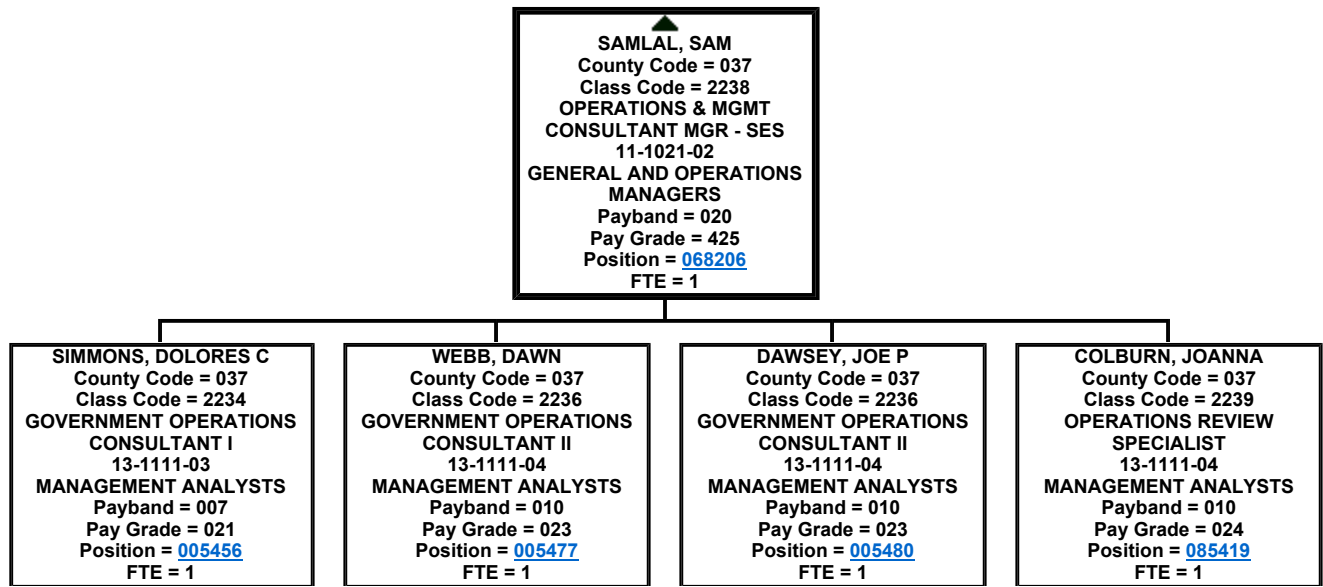 SAMLAL, SAM
County Code = 037
Class Code = 2238
OPERATIONS & MGMT
CONSULTANT MGR - SES
11-1021-02
GENERAL AND OPERATIONS
MANAGERS
Payband = 020
Pay Grade = 425
Position = 068206
FTE = 1
SIMMONS, DOLORES C
County Code = 037
Class Code = 2234
GOVERNMENT OPERATIONS
CONSULTANT I
13-1111-03
MANAGEMENT ANALYSTS
Payband = 007
Pay Grade = 021
Position = 005456
FTE = 1
WEBB, DAWN
County Code = 037
Class Code = 2236
GOVERNMENT OPERATIONS
CONSULTANT II
13-1111-04
MANAGEMENT ANALYSTS
Payband = 010
Pay Grade = 023
Position = 005477
FTE = 1
DAWSEY, JOE P
County Code = 037
Class Code = 2236
GOVERNMENT OPERATIONS
CONSULTANT II
13-1111-04
MANAGEMENT ANALYSTS
Payband = 010
Pay Grade = 023
Position = 005480
FTE = 1
COLBURN, JOANNA
County Code = 037
Class Code = 2239
OPERATIONS REVIEW
SPECIALIST
13-1111-04
MANAGEMENT ANALYSTS
Payband = 010
Pay Grade = 024
Position = 085419
FTE = 1